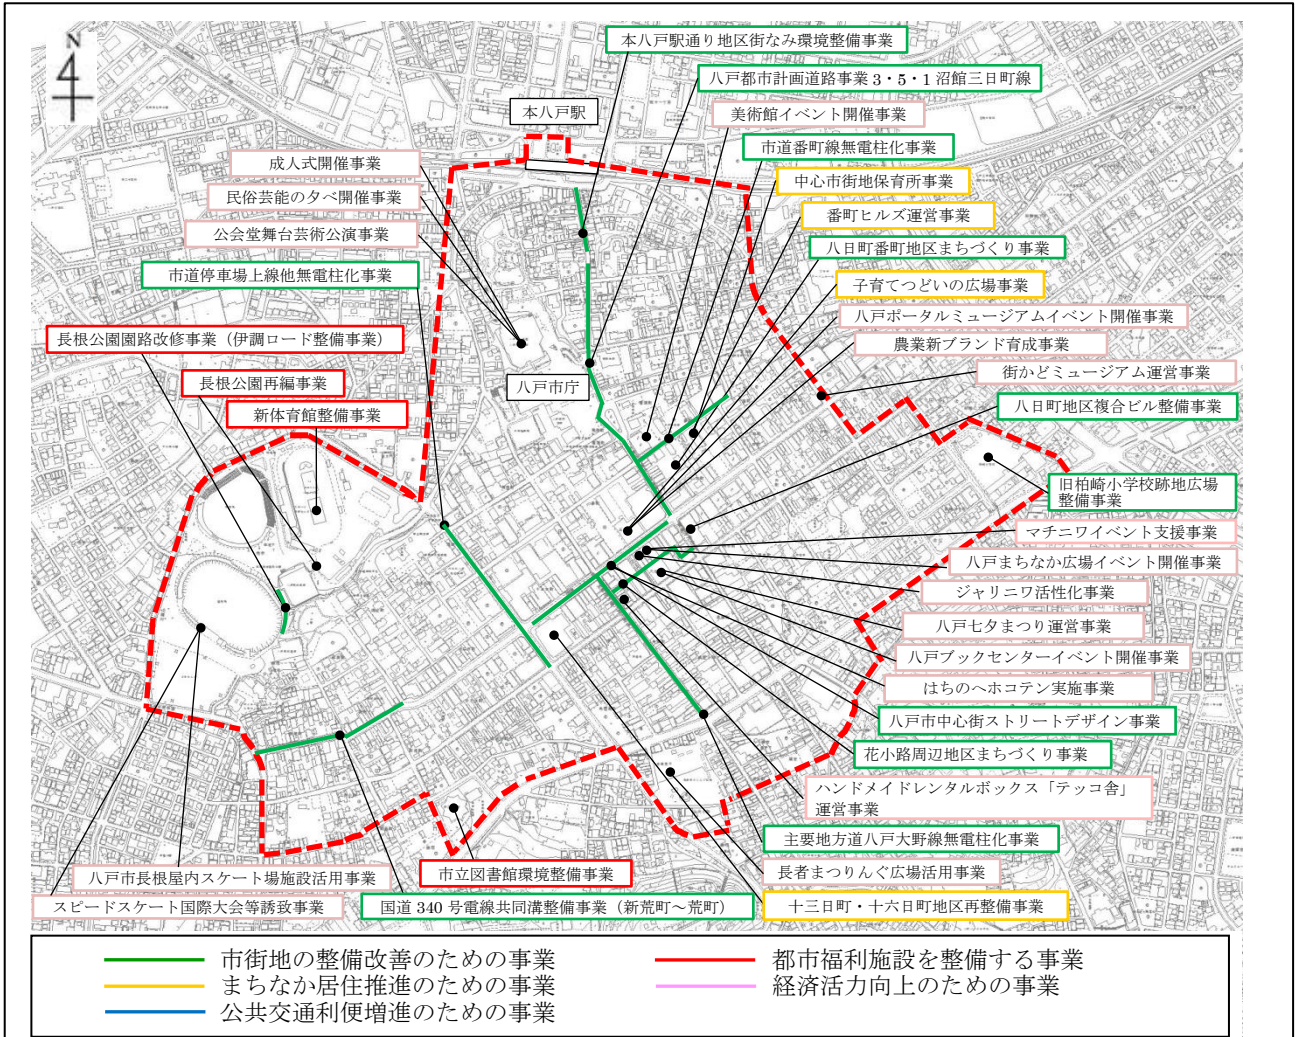 N
本八戸駅通り地区街なみ環境整備事業
八戸都市計画道路事業 3・5・1 沼館三日町線
本八戸駅
美術館イベント開催事業
市道番町線無電柱化事業
成人式開催事業
中心市街地保育所事業
民俗芸能の夕べ開催事業
番町ヒルズ運営事業
公会堂舞台芸術公演事業
八日町番町地区まちづくり事業
市道停車場上線他無電柱化事業
子育てつどいの広場事業
八戸ポータルミュージアムイベント開催事業
長根公園園路改修事業（伊調ロード整備事業）
農業新ブランド育成事業
長根公園再編事業
八戸市庁
街かどミュージアム運営事業
新体育館整備事業
八日町地区複合ビル整備事業
旧柏崎小学校跡地広場
整備事業
マチニワイベント支援事業
八戸まちなか広場イベント開催事業
ジャリニワ活性化事業
八戸七夕まつり運営事業
八戸ブックセンターイベント開催事業
はちのへホコテン実施事業
八戸市中心街ストリートデザイン事業
花小路周辺地区まちづくり事業
ハンドメイドレンタルボックス「テッコ舎」
運営事業
主要地方道八戸大野線無電柱化事業
八戸市長根屋内スケート場施設活用事業
市立図書館環境整備事業
長者まつりんぐ広場活用事業
スピードスケート国際大会等誘致事業
国道 340 号電線共同溝整備事業（新荒町～荒町）
十三日町・十六日町地区再整備事業
市街地の整備改善のための事業
都市福利施設を整備する事業
まちなか居住推進のための事業
経済活力向上のための事業
公共交通利便増進のための事業